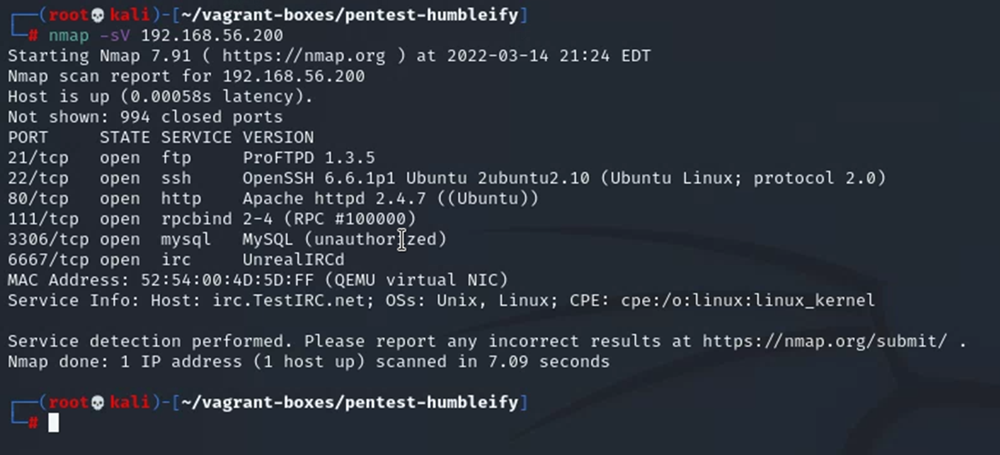 ┌──(root💀kali)-[~/vagrant-boxes/pentest-humbleify]
└─# nmap -sV 192.168.56.200
Starting Nmap 7.91 ( https://nmap.org ) at 2022-03-14 21:24 EDT
Nmap scan report for 192.168.56.200
Host is up (0.00058s latency).
Not shown: 994 closed ports
PORT     STATE SERVICE VERSION
21/tcp   open  ftp     ProFTPD 1.3.5
22/tcp   open  ssh     OpenSSH 6.6.1p1 Ubuntu 2ubuntu2.10 (Ubuntu Linux; protocol 2.0)
80/tcp   open  http    Apache httpd 2.4.7 ((Ubuntu))
111/tcp  open  rpcbind 2-4 (RPC #100000)
3306/tcp open  mysql   MySQL (unauthorized)
6667/tcp open  irc     UnrealIRCd
MAC Address: 52:54:00:4D:5D:FF (QEMU virtual NIC)
Service Info: Host: irc.TestIRC.net; OSs: Unix, Linux; CPE: cpe:/o:linux:linux_kernel
Service detection performed. Please report any incorrect results at https://nmap.org/submit/ .
Nmap done: 1 IP address (1 host up) scanned in 7.09 seconds
┌──(root💀kali)-[~/vagrant-boxes/pentest-humbleify]
└─#